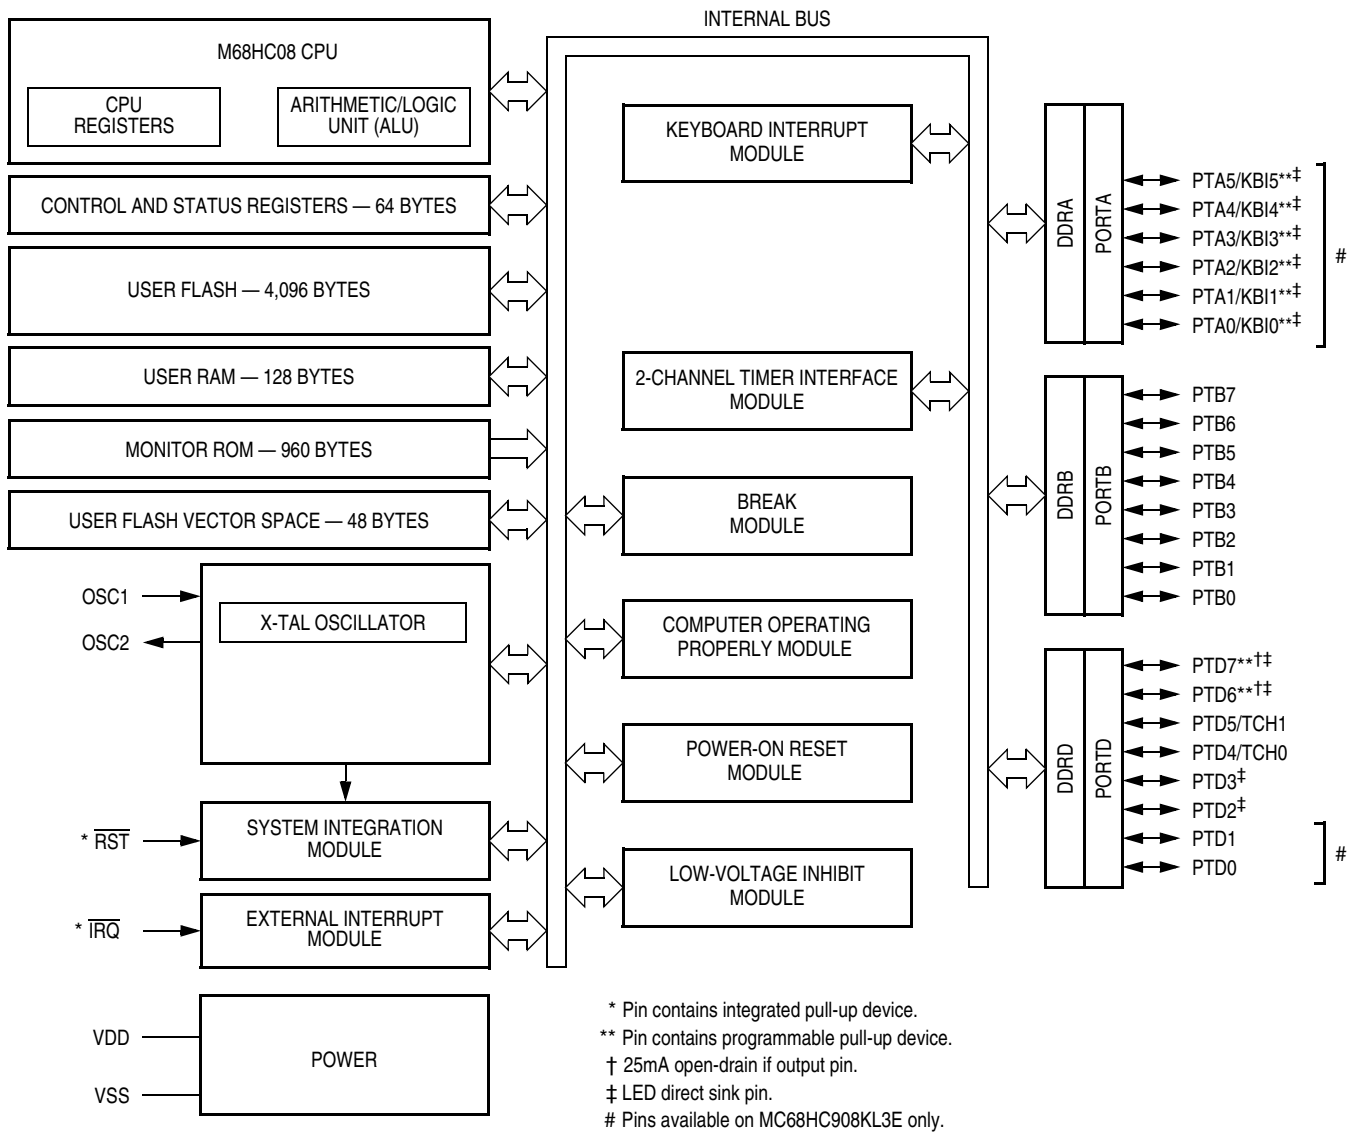 INTERNAL BUS
M68HC08 CPU
CPU
REGISTERS
ARITHMETIC/LOGIC
UNIT (ALU)
CONTROL AND STATUS REGISTERS — 64 BYTES
USER FLASH — 4,096 BYTES
USER RAM — 128 BYTES
MONITOR ROM — 960 BYTES
USER FLASH VECTOR SPACE — 48 BYTES
OSC1
OSC2
X-TAL OSCILLATOR
* RST
SYSTEM INTEGRATION
MODULE
* IRQ
EXTERNAL INTERRUPT
MODULE
VDD
VSS
POWER
KEYBOARD INTERRUPT
MODULE
2-CHANNEL TIMER INTERFACE
MODULE
BREAK
MODULE
COMPUTER OPERATING
PROPERLY MODULE
POWER-ON RESET
MODULE
LOW-VOLTAGE INHIBIT
MODULE
DDRA
PORTA
PTA5/KBI5**‡
PTA4/KBI4**‡
PTA3/KBI3**‡
PTA2/KBI2**‡
PTA1/KBI1**‡
PTA0/KBI0**‡
#
DDRB
PORTB
PTB7
PTB6
PTB5
PTB4
PTB3
PTB2
PTB1
PTB0
DDRD
PORTD
PTD7**†‡
PTD6**†‡
PTD5/TCH1
PTD4/TCH0
PTD3‡
PTD2‡
PTD1
PTD0
#
* Pin contains integrated pull-up device.
** Pin contains programmable pull-up device.
† 25mA open-drain if output pin.
‡ LED direct sink pin.
# Pins available on MC68HC908KL3E only.